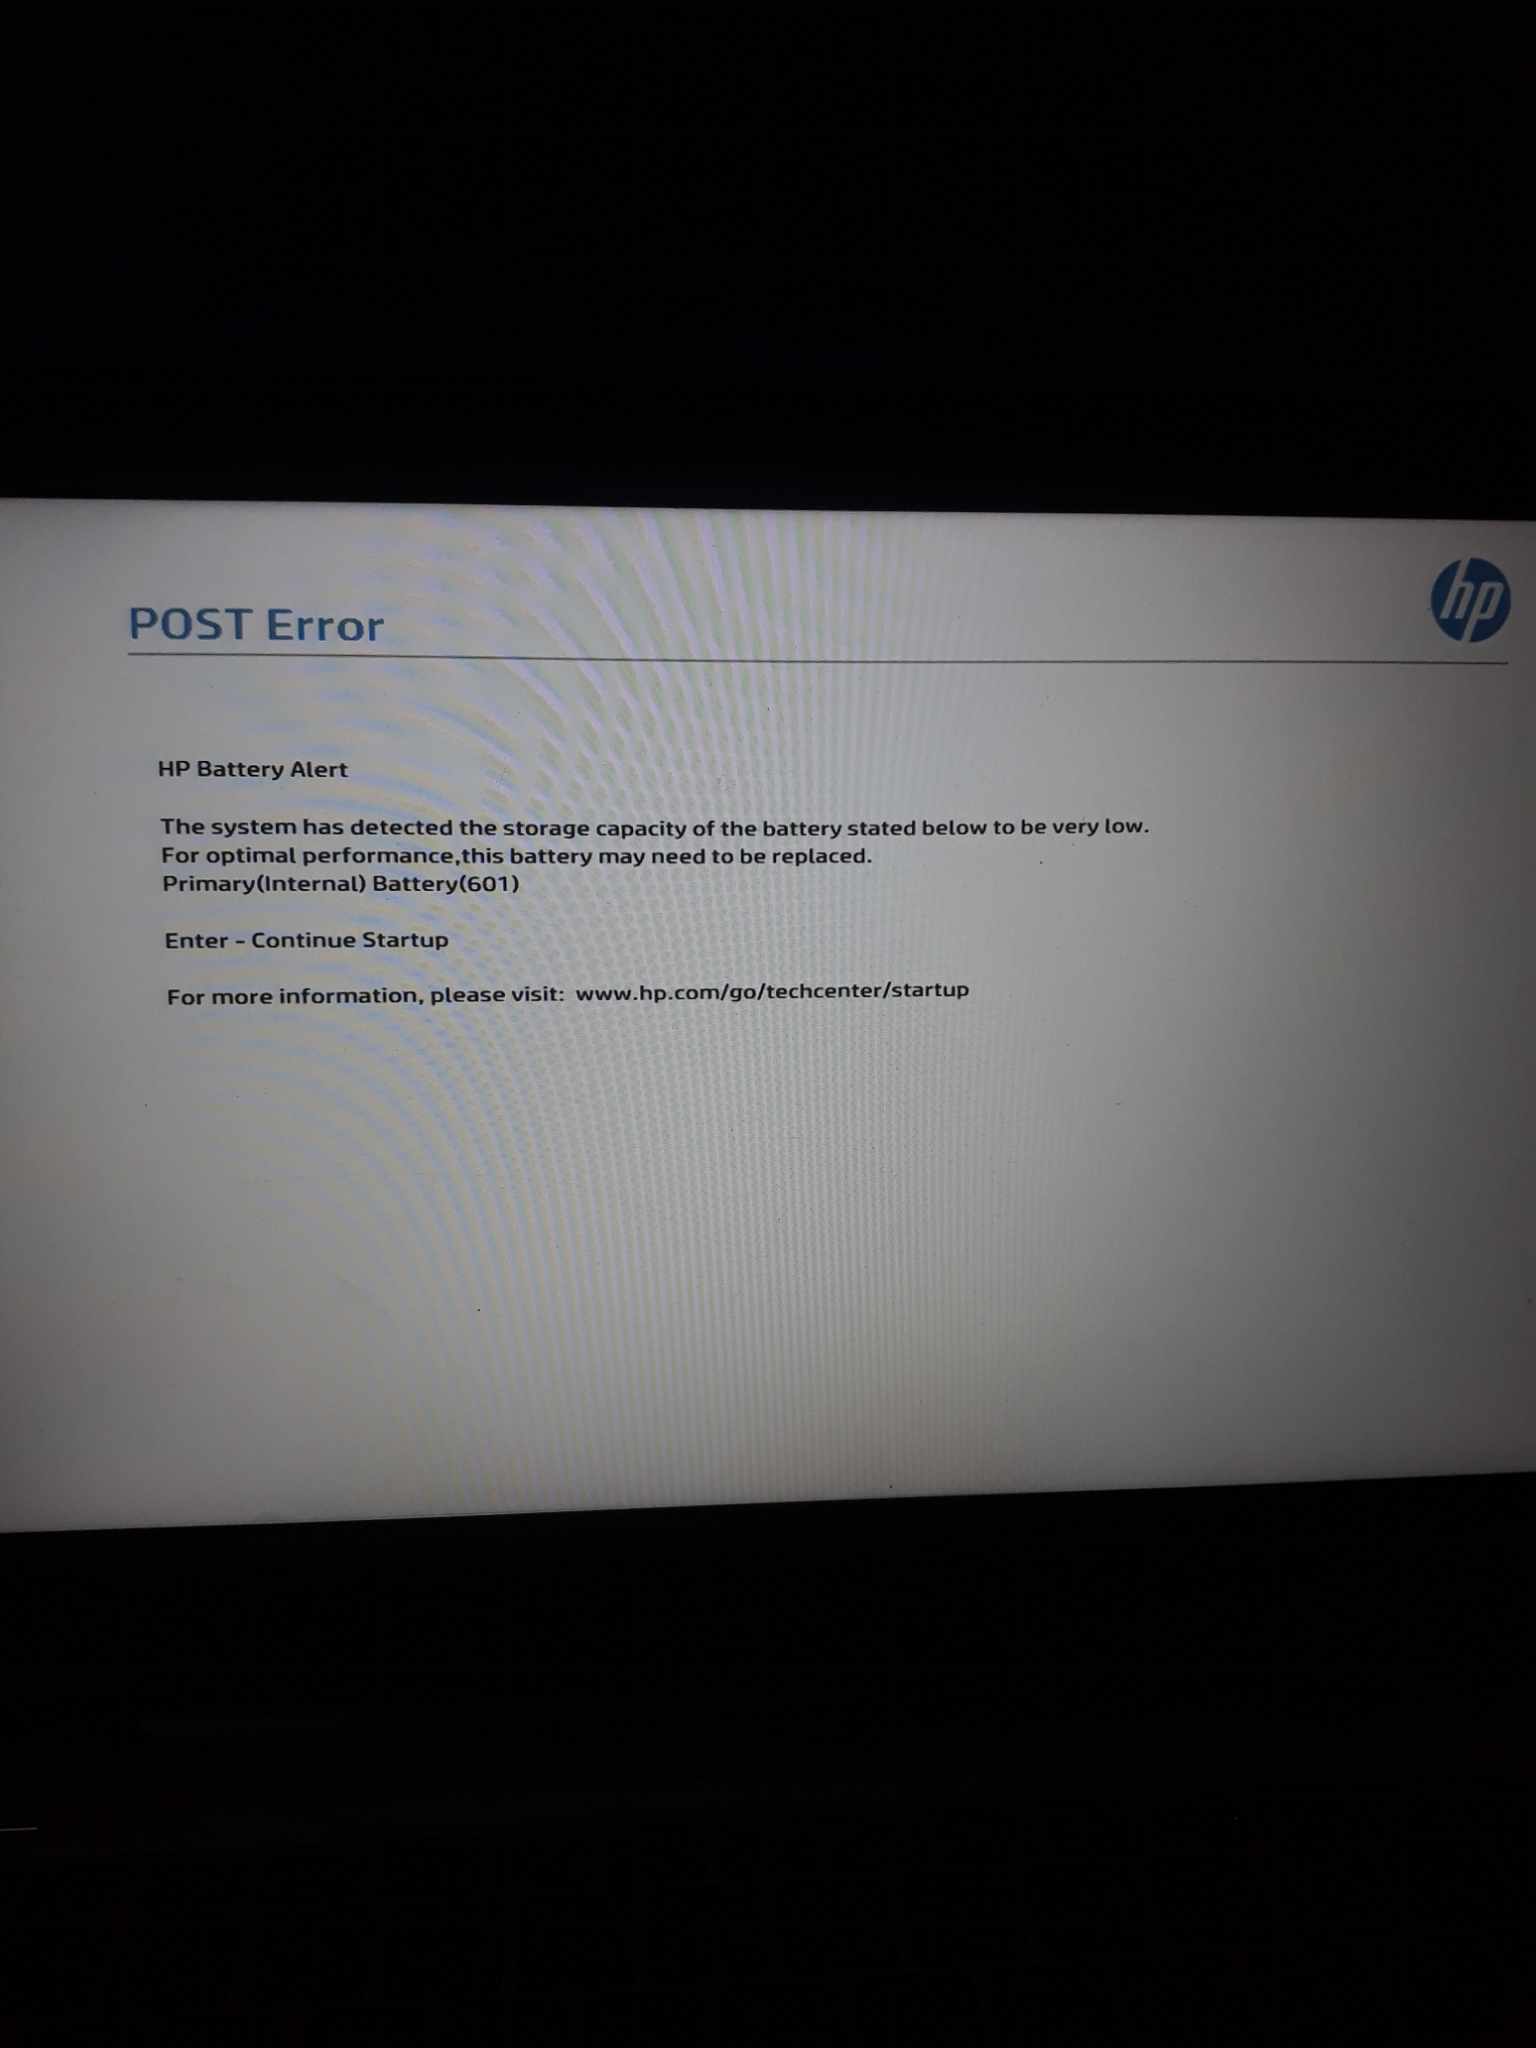 hp
POST Error
HP Battery Alert
The system has detected the storage capacity of the battery stated below to be very low.
For optimal performance,this battery may need to be replaced.
Primary(Internal) Battery(601)
Enter - Continue Startup
For more information, please visit: www.hp.com/go/techcenter/startup